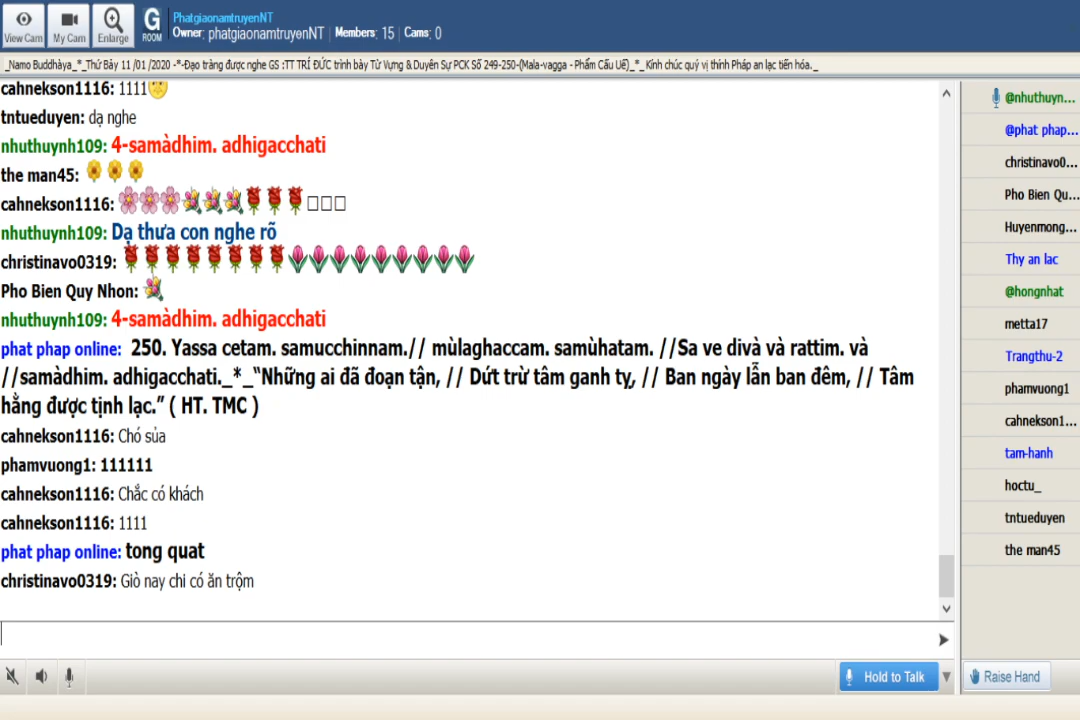 View Cam
My Cam
Enlarge
G
ROOM
PhatgiaonamtruyenNT
Owner: phatgiaonamtruyenNT Members: 15 Cams: 0
_Namo Buddhàya_*_Thứ Bảy 11 /01 /2020 -*-Đạo tràng được nghe GS :TT TRÍ ĐỨC trình bày Từ Vựng & Duyên Sự PCK Số 249-250-(Mala-vagga - Phẩm Cấu Uế)_*_ Kính chúc quý vị thính Pháp an lạc tiến hóa._
cahnekson1116: 1111
tntueduyen: dạ nghe
nhuthuynh109: 4-samàdhim. adhigacchati
the man45:
cahnekson1116:
nhuthuynh109: Dạ thưa con nghe rõ
christinavo0319:
Pho Bien Quy Nhon:
nhuthuynh109: 4-samàdhim. adhigacchati
phat phap online: 250. Yassa cetam. samucchinnam.// mùlaghaccam. samùhatam. //Sa ve divà và rattim. và
//samàdhim. adhigacchati._*_“Những ai đã đoạn tận, // Dứt trừ tâm ganh tỵ, // Ban ngày lẫn ban đêm, // Tâm
hằng được tịnh lạc.” ( HT. TMC )
cahnekson1116: Chó sủa
phamvuong1: 111111
cahnekson1116: Chắc có khách
cahnekson1116: 1111
phat phap online: tong quat
christinavo0319: Giờ nay chi có ăn trộm
Hold to Talk
@nhuthuyn...
@phat phap...
christinavo0...
Pho Bien Qu...
Huyenmong...
Thy an lac
@hongnhat
metta17
Trangthu-2
phamvuong1
cahnekson1...
tam-hanh
hoctu_
tntueduyen
the man45
Raise Hand